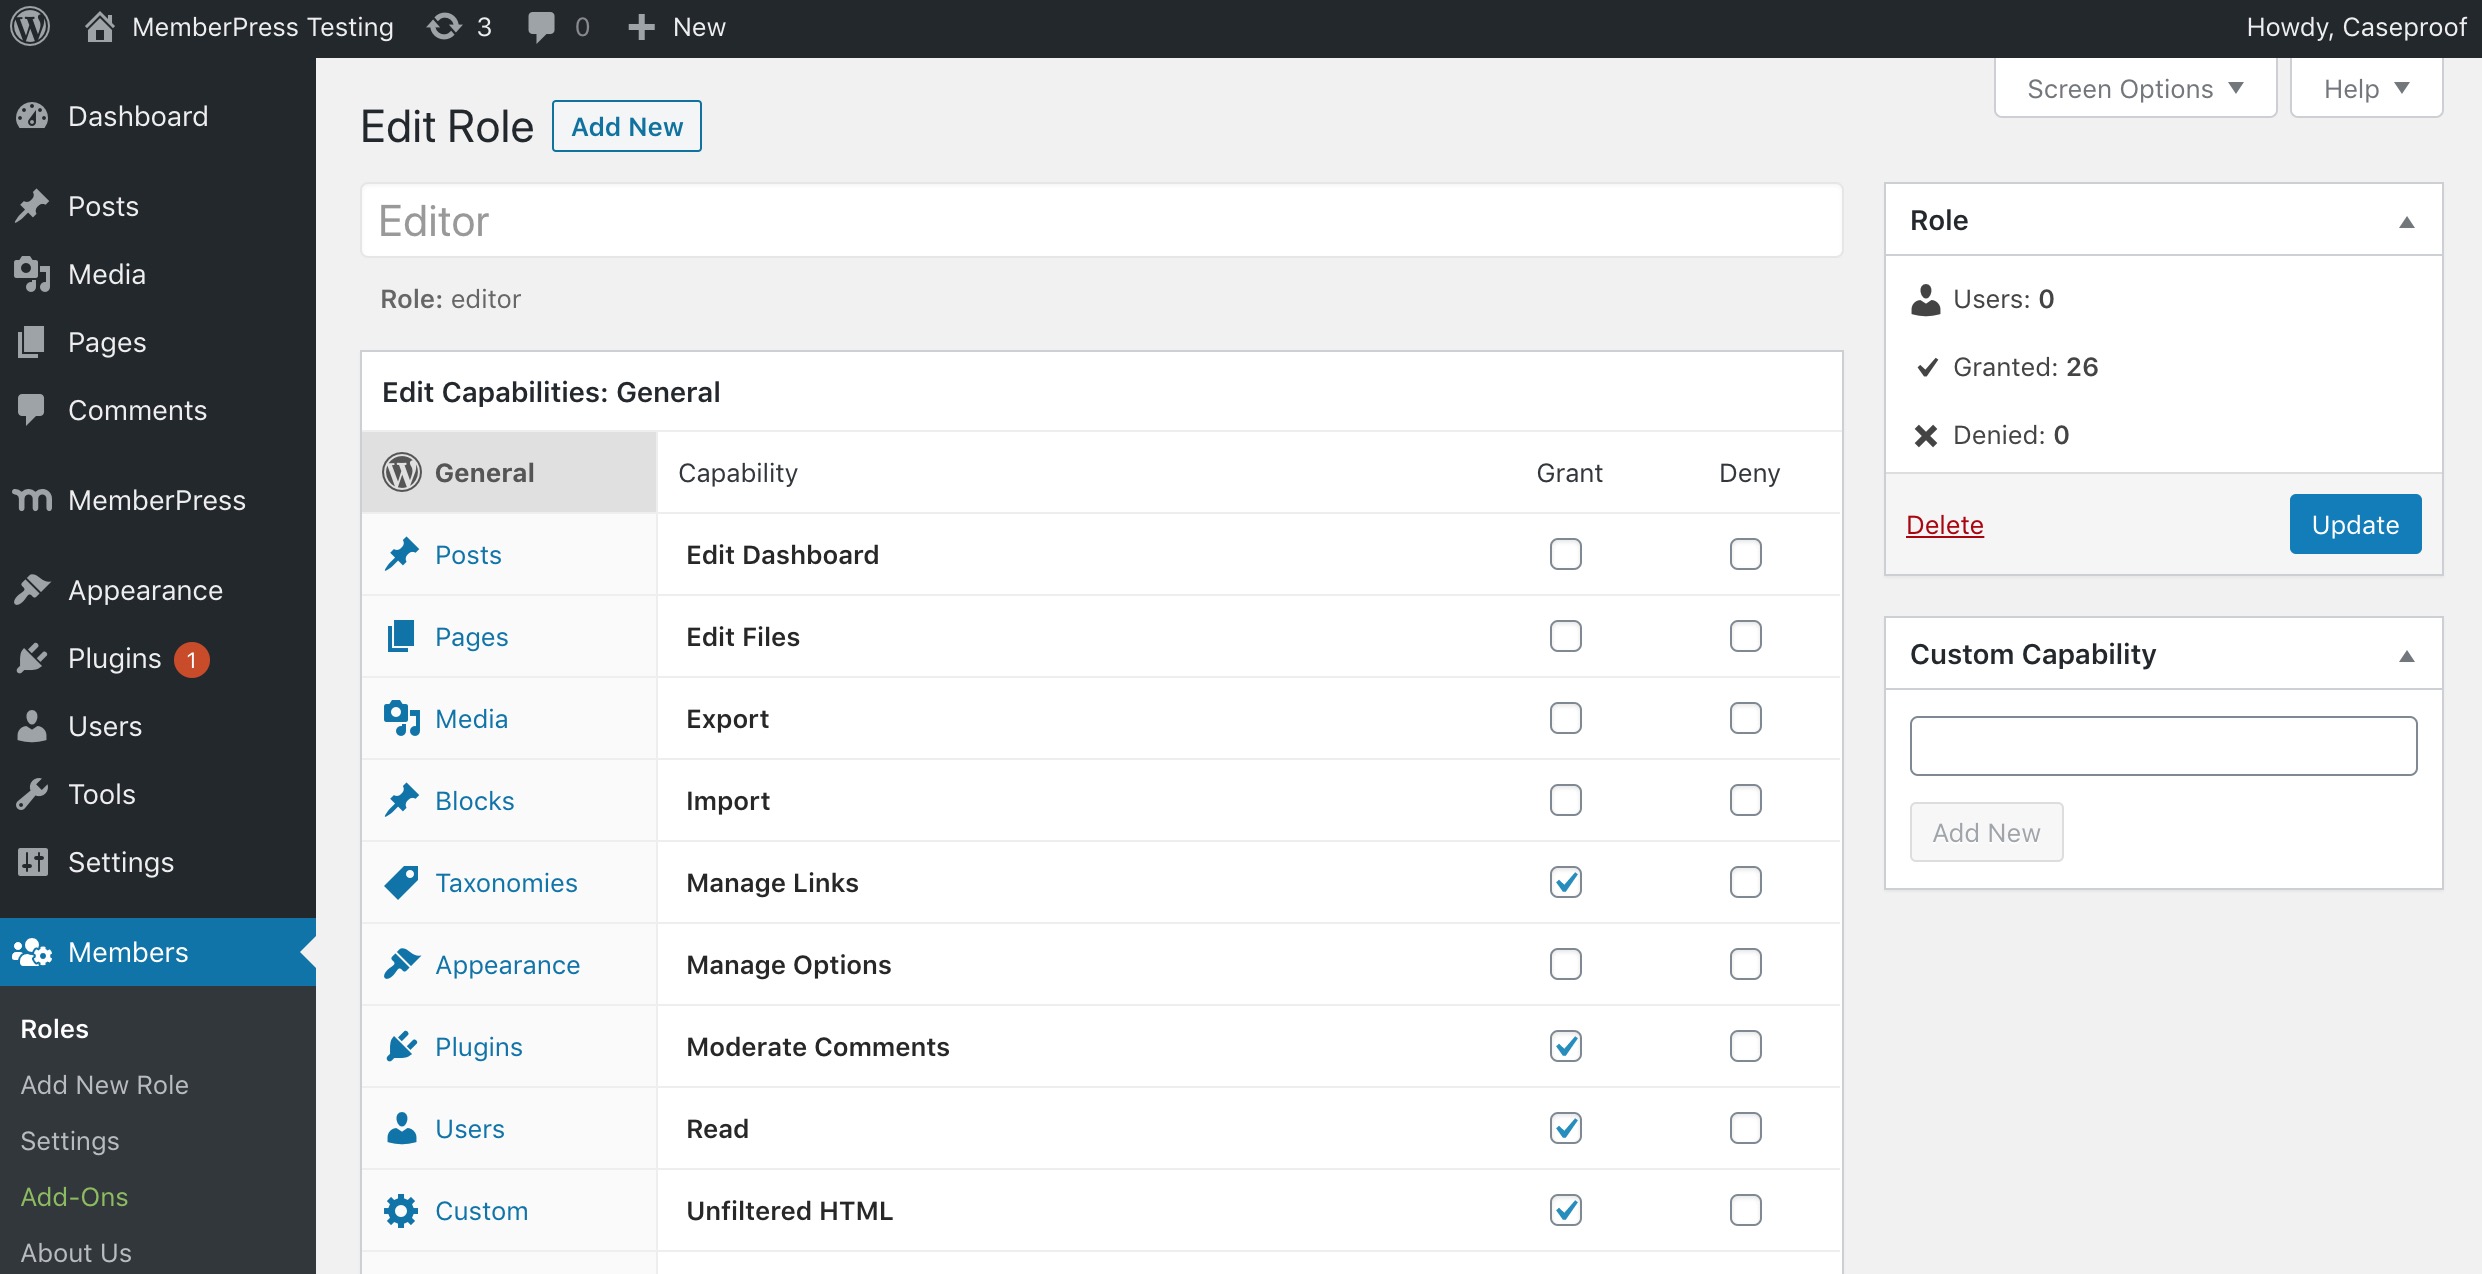 MemberPress Testing 3 0 New Howdy, Caseproof
Screen Options Help
Dashboard
Posts
Media
Pages
Comments
MemberPress
Appearance
Plugins 1
Users
Tools
Settings
Members
Roles
Add New Role
Settings
Add-Ons
About Us
Edit Role Add New
Editor
Role: editor
Edit Capabilities: General
General
Posts
Pages
Media
Blocks
Taxonomies
Appearance
Plugins
Users
Custom
Capability Grant Deny
Edit Dashboard
Edit Files
Export
Import
Manage Links
Manage Options
Moderate Comments
Read
Unfiltered HTML
Role
Users: 0
Granted: 26
Denied: 0
Delete Update
Custom Capability
Add New